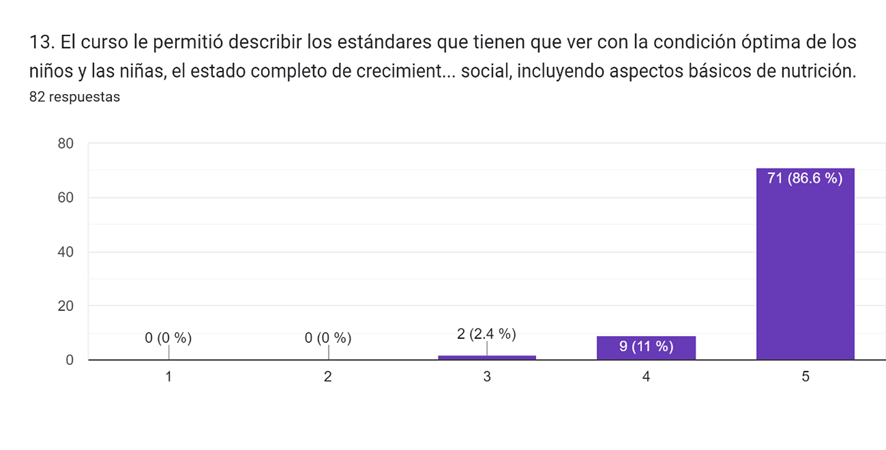 13. El curso le permitió describir los estándares que tienen que ver con la condición óptima de los
niños y las niñas, el estado completo de crecimient... social, incluyendo aspectos básicos de nutrición.
82 respuestas
80
60
40
20
0
0 (0 %)
0 (0 %)
2 (2.4 %)
9 (11 %)
71 (86.6 %)
1
2
3
4
5